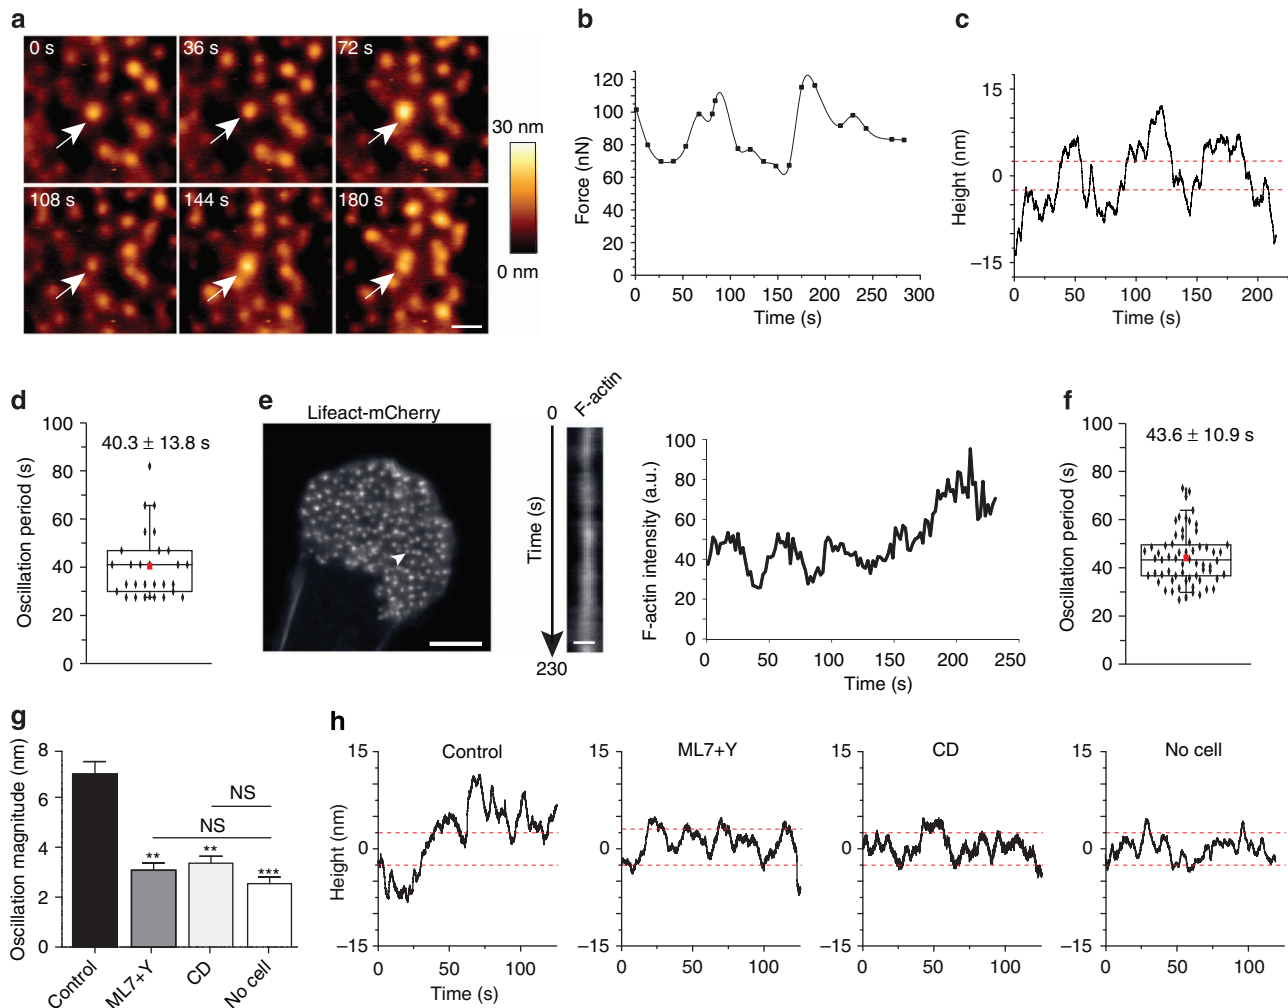 a
0 s
36 s
72 s
108 s
144 s
180 s
30 nm
0 nm
b
Force (nN)
120
100
80
60
40
20
0
0 50 100 150 200 250 300
Time (s)
c
Height (nm)
15
0
−15
0 50 100 150 200
Time (s)
d
Oscillation period (s)
100
80
60
40
20
0
40.3 ± 13.8 s
e
Lifeact-mCherry
0
F-actin
Time (s)
230
F-actin intensity (a.u.)
100
80
60
40
20
0
0 50 100 150 200 250
Time (s)
f
Oscillation period (s)
100
80
60
40
20
0
43.6 ± 10.9 s
g
Oscillation magnitude (nm)
8
6
4
2
0
NS
NS
**
**
***
Control
ML7+Y
CD
No cell
h
Control
Height (nm)
15
0
−15
0 50 100
Time (s)
ML7+Y
15
0
−15
0 50 100
CD
15
0
−15
0 50 100
No cell
15
0
−15
0 50 100